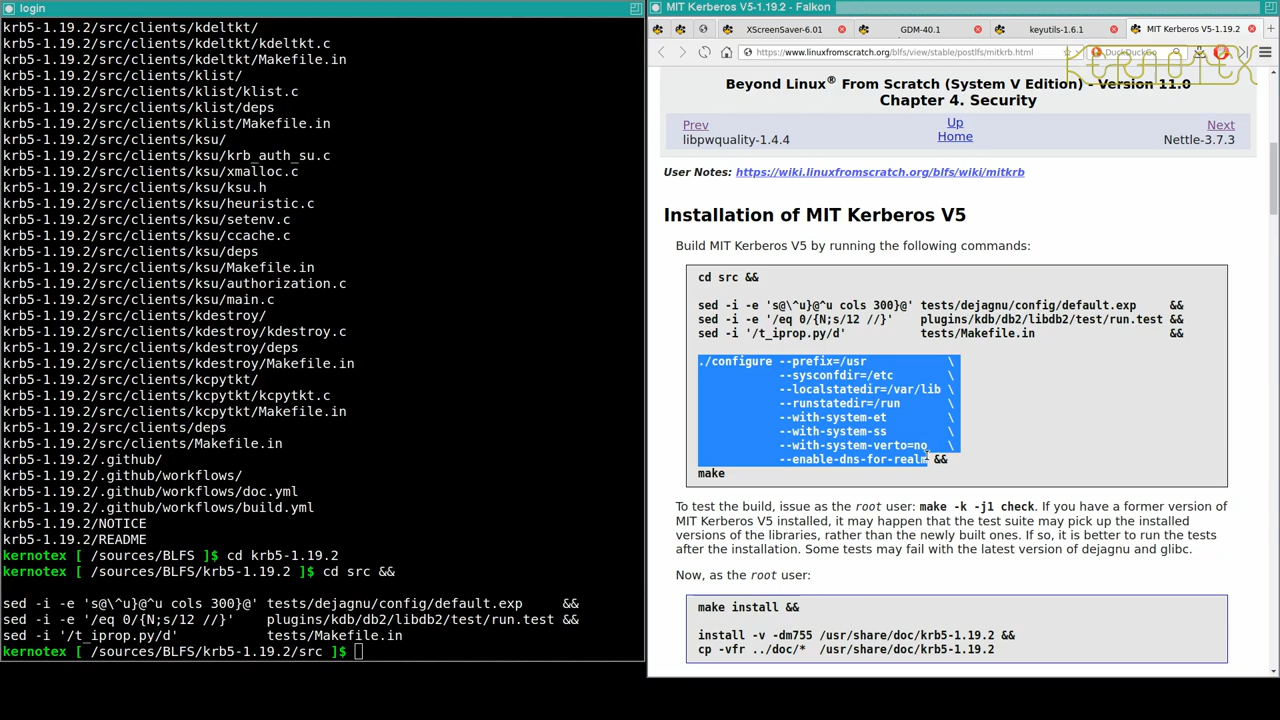 login
krb5-1.19.2/src/clients/kdeltkt/
krb5-1.19.2/src/clients/kdeltkt/kdeltkt.c
krb5-1.19.2/src/clients/kdeltkt/Makefile.in
krb5-1.19.2/src/clients/klist/
krb5-1.19.2/src/clients/klist/klist.c
krb5-1.19.2/src/clients/klist/deps
krb5-1.19.2/src/clients/klist/Makefile.in
krb5-1.19.2/src/clients/ksu/
krb5-1.19.2/src/clients/ksu/krb_auth_su.c
krb5-1.19.2/src/clients/ksu/xmalloc.c
krb5-1.19.2/src/clients/ksu/ksu.h
krb5-1.19.2/src/clients/ksu/heuristic.c
krb5-1.19.2/src/clients/ksu/setenv.c
krb5-1.19.2/src/clients/ksu/ccache.c
krb5-1.19.2/src/clients/ksu/deps
krb5-1.19.2/src/clients/ksu/Makefile.in
krb5-1.19.2/src/clients/ksu/authorization.c
krb5-1.19.2/src/clients/ksu/main.c
krb5-1.19.2/src/clients/kdestroy/
krb5-1.19.2/src/clients/kdestroy/kdestroy.c
krb5-1.19.2/src/clients/kdestroy/deps
krb5-1.19.2/src/clients/kdestroy/Makefile.in
krb5-1.19.2/src/clients/kcpytkt/
krb5-1.19.2/src/clients/kcpytkt/kcpytkt.c
krb5-1.19.2/src/clients/kcpytkt/Makefile.in
krb5-1.19.2/src/clients/deps
krb5-1.19.2/src/clients/Makefile.in
krb5-1.19.2/.github/
krb5-1.19.2/.github/workflows/
krb5-1.19.2/.github/workflows/doc.yml
krb5-1.19.2/.github/workflows/build.yml
krb5-1.19.2/NOTICE
krb5-1.19.2/README
kernotex [ /sources/BLFS ]$ cd krb5-1.19.2
kernotex [ /sources/BLFS/krb5-1.19.2 ]$ cd src &&
sed -i -e 's@\^u}@^u cols 300}@' tests/dejagnu/config/default.exp &&
sed -i -e '/eq 0/{N;s/12 //}' plugins/kdb/db2/libdb2/test/run.test &&
sed -i '/t_iprop.py/d' tests/Makefile.in
kernotex [ /sources/BLFS/krb5-1.19.2/src ]$
MIT Kerberos V5-1.19.2 - Falkon
XScreenSaver-6.01 GDM-40.1 keyutils-1.6.1 MIT Kerberos V5-1.19.2
https://www.linuxfromscratch.org/blfs/view/stable/postlfs/mitkrb.html DuckDuckGo
KERNOTEX
Beyond Linux® From Scratch (System V Edition) - Version 11.0
Chapter 4. Security
Prev Up Next
libpwquality-1.4.4 Home Nettle-3.7.3
User Notes: https://wiki.linuxfromscratch.org/blfs/wiki/mitkrb
Installation of MIT Kerberos V5
Build MIT Kerberos V5 by running the following commands:
cd src &&
sed -i -e 's@\^u}@^u cols 300}@' tests/dejagnu/config/default.exp &&
sed -i -e '/eq 0/{N;s/12 //}' plugins/kdb/db2/libdb2/test/run.test &&
sed -i '/t_iprop.py/d' tests/Makefile.in &&
./configure --prefix=/usr \
--sysconfdir=/etc \
--localstatedir=/var/lib \
--runstatedir=/run \
--with-system-et \
--with-system-ss \
--with-system-verto=no \
--enable-dns-for-realm &&
make
To test the build, issue as the root user: make -k -j1 check. If you have a former version of
MIT Kerberos V5 installed, it may happen that the test suite may pick up the installed
versions of the libraries, rather than the newly built ones. If so, it is better to run the tests
after the installation. Some tests may fail with the latest version of dejagnu and glibc.
Now, as the root user:
make install &&
install -v -dm755 /usr/share/doc/krb5-1.19.2 &&
cp -vfr ../doc/* /usr/share/doc/krb5-1.19.2